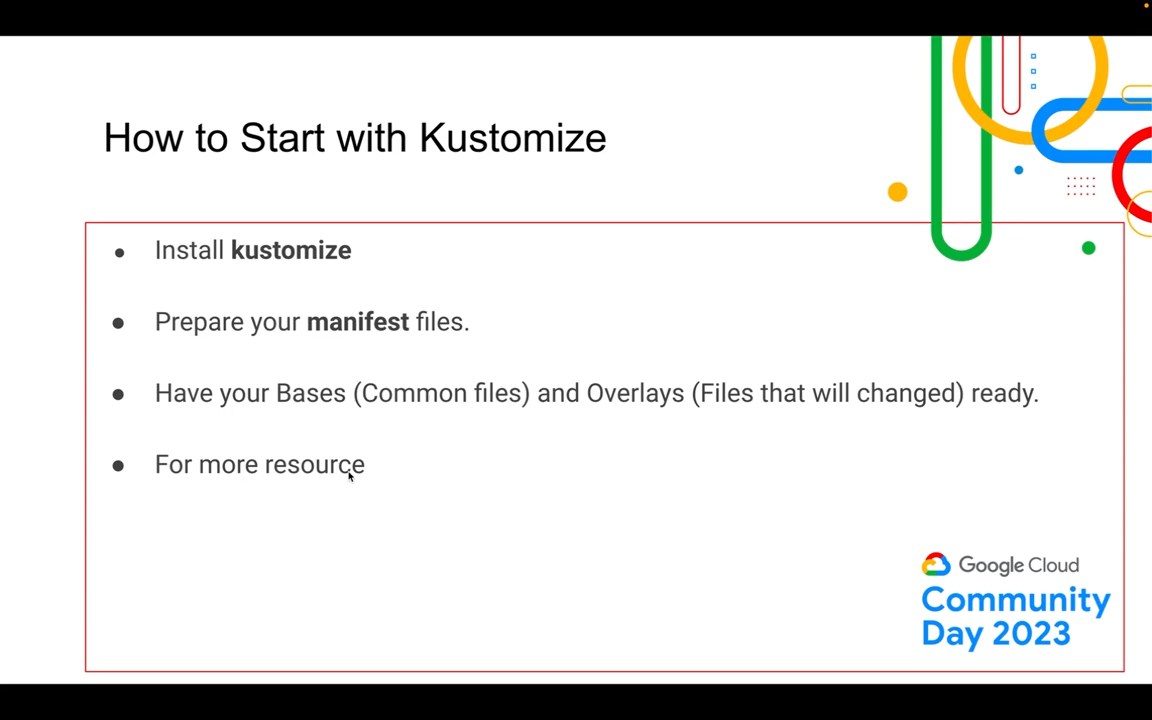 How to Start with Kustomize
● Install kustomize
● Prepare your manifest files.
● Have your Bases (Common files) and Overlays (Files that will changed) ready.
● For more resource
Google Cloud
Community
Day 2023